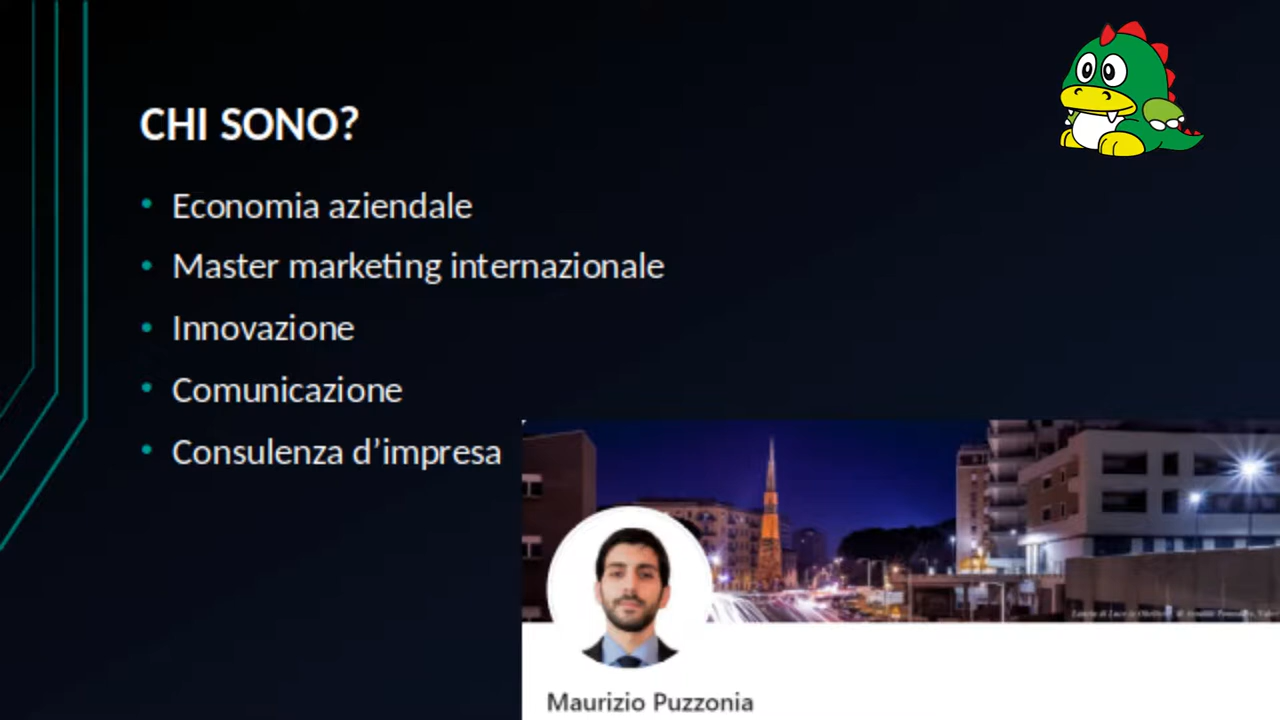 CHI SONO?
Economia aziendale
Master marketing internazionale
Innovazione
Comunicazione
Consulenza d’impresa
Maurizio Puzzonia